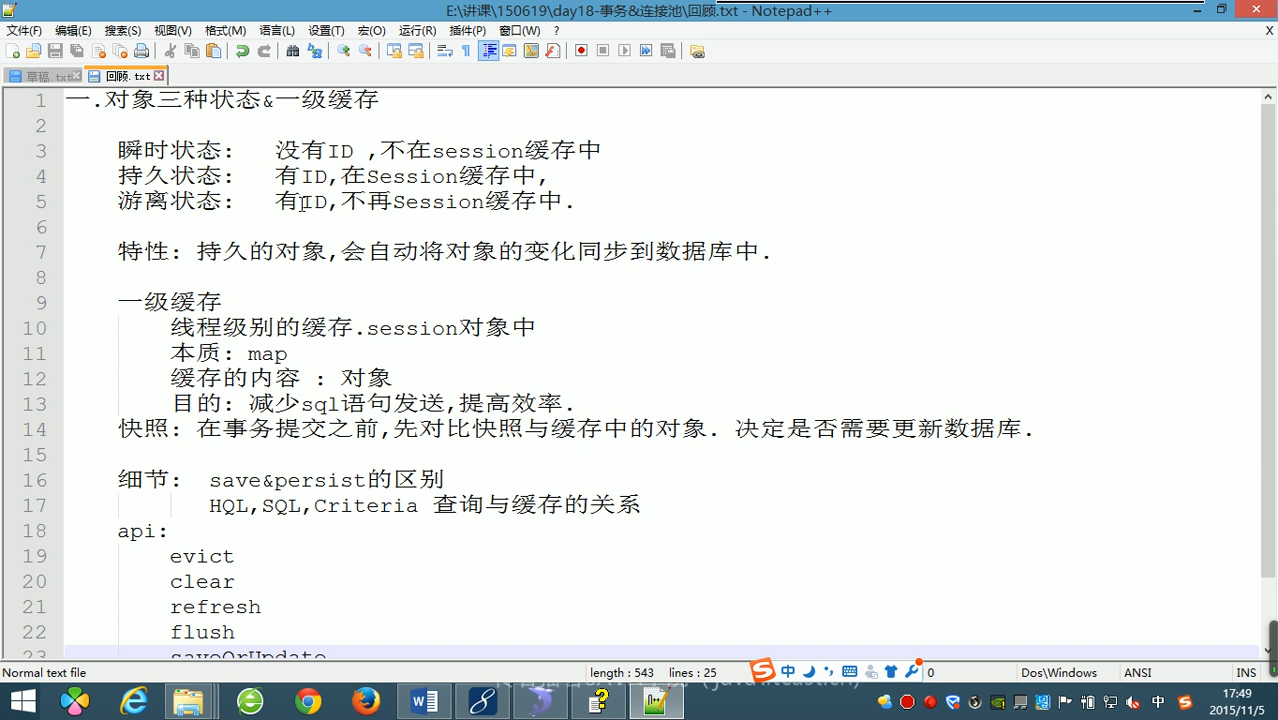 E:\讲课\150619\day18-事务&连接池\回顾.txt - Notepad++
文件(F) 编辑(E) 搜索(S) 视图(V) 格式(M) 语言(L) 设置(T) 宏(O) 运行(R) 插件(P) 窗口(W) ? X
草稿.txt 回顾.txt
1 一.对象三种状态&一级缓存
2
3 瞬时状态: 没有ID ,不在session缓存中
4 持久状态: 有ID,在Session缓存中,
5 游离状态: 有ID,不再Session缓存中.
6
7 特性: 持久的对象,会自动将对象的变化同步到数据库中.
8
9 一级缓存
10 线程级别的缓存.session对象中
11 本质: map
12 缓存的内容 : 对象
13 目的: 减少sql语句发送,提高效率.
14 快照: 在事务提交之前,先对比快照与缓存中的对象. 决定是否需要更新数据库.
15
16 细节: save&persist的区别
17 HQL,SQL,Criteria 查询与缓存的关系
18 api:
19 evict
20 clear
21 refresh
22 flush
23 saveOrUpdate
Normal text file length : 543 lines : 25 中 0 Dos\Windows ANSI INS
中 17:49
2015/11/5